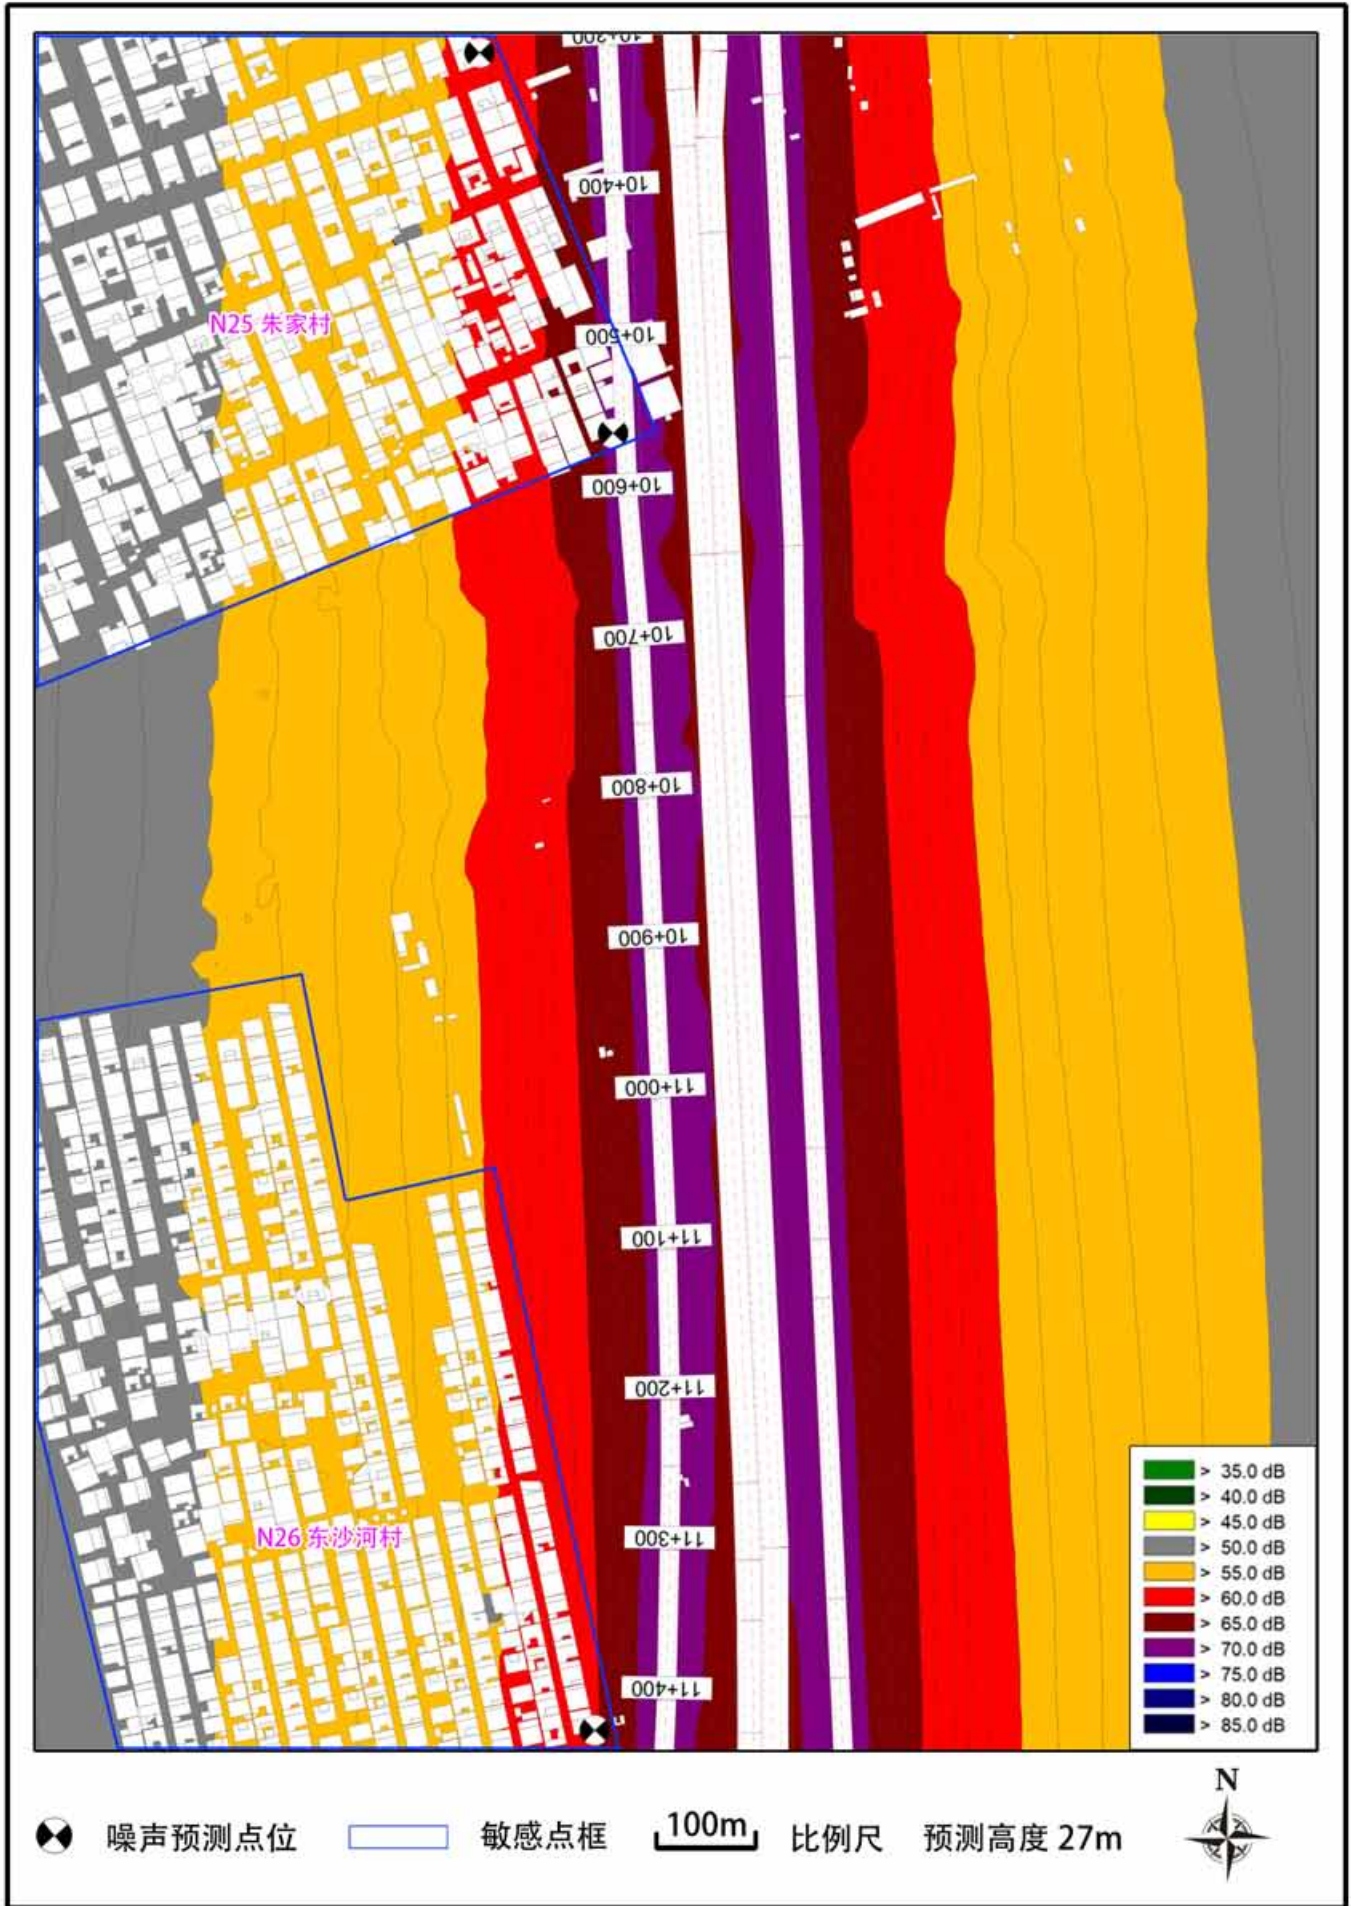 10+300
10+400
N25 朱家村
10+500
10+600
10+700
10+800
10+900
11+000
11+100
11+200
N26 东沙河村
11+300
11+400
> 35.0 dB
> 40.0 dB
> 45.0 dB
> 50.0 dB
> 55.0 dB
> 60.0 dB
> 65.0 dB
> 70.0 dB
> 75.0 dB
> 80.0 dB
> 85.0 dB
N
噪声预测点位 敏感点框 100m 比例尺 预测高度 27m